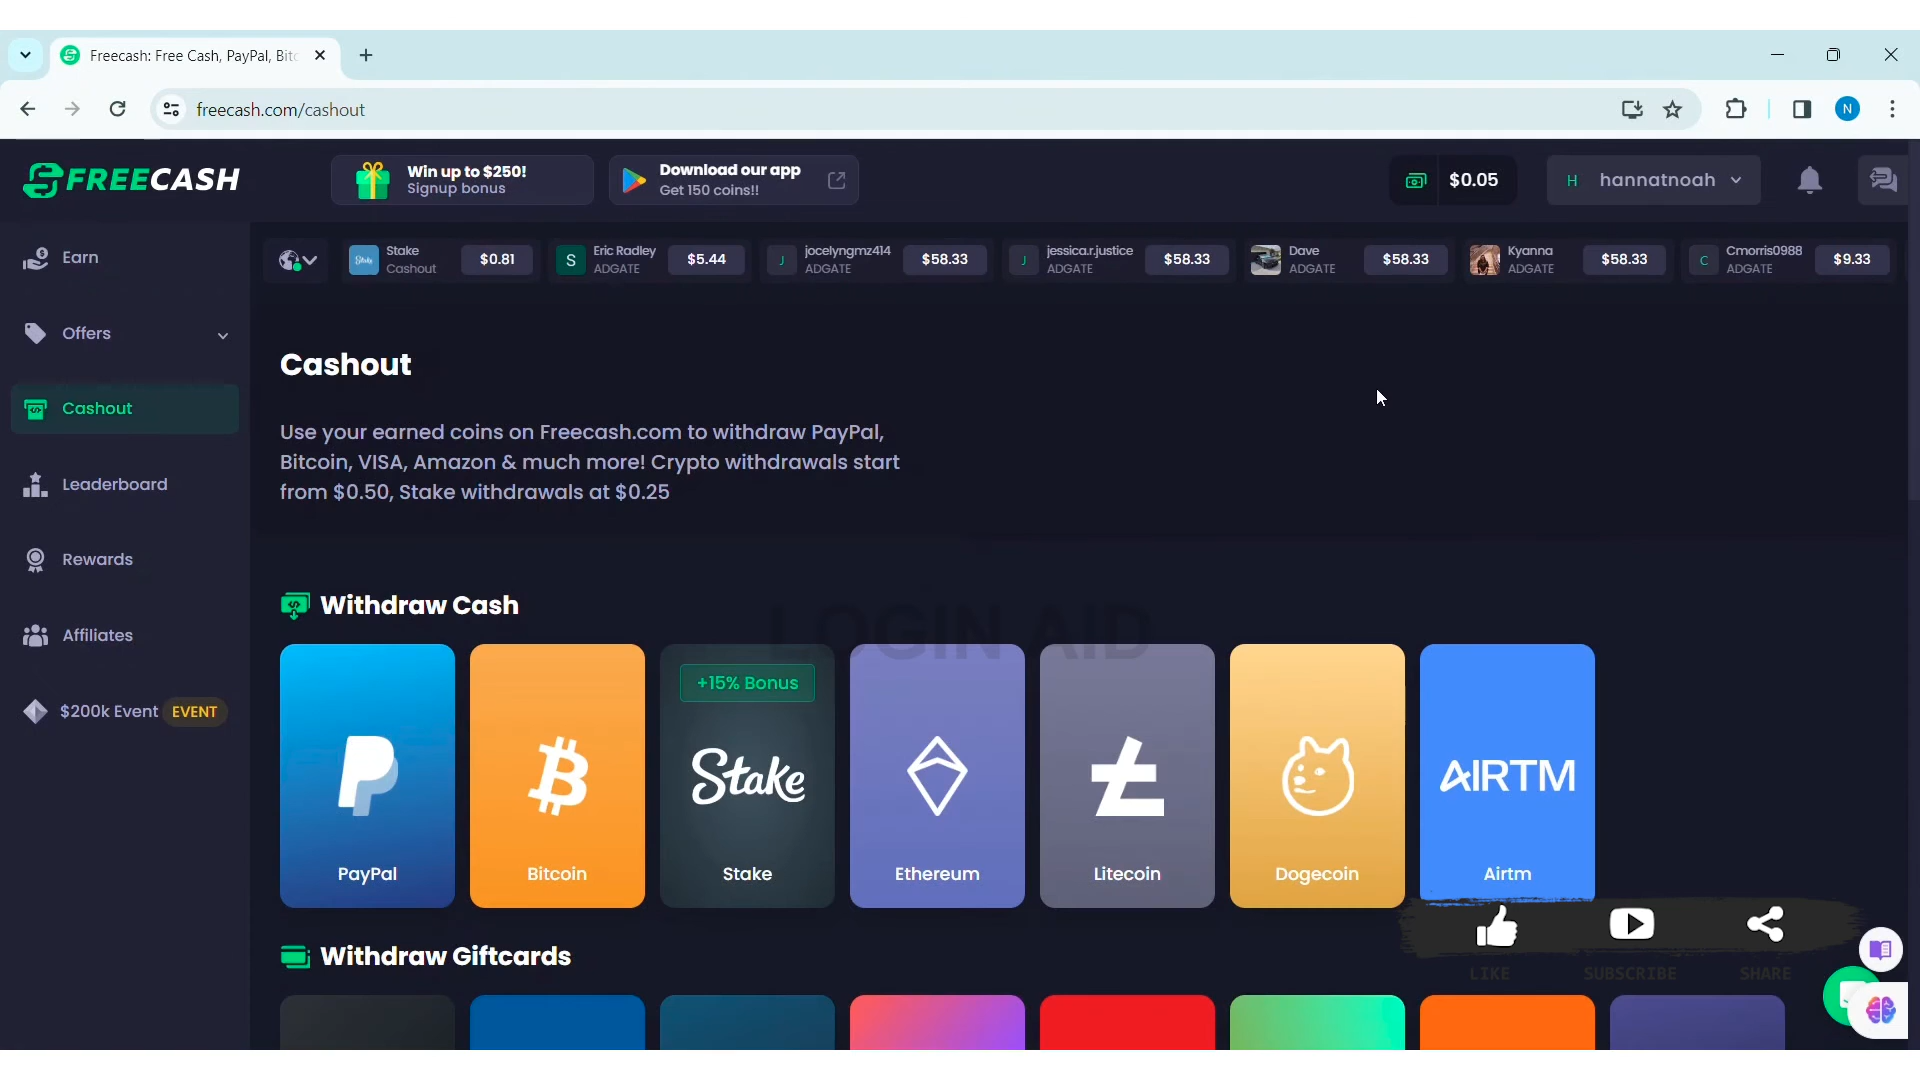 Freecash: Free Cash, PayPal, Bitc
freecash.com/cashout
N
FREECASH
Win up to $250!
Signup bonus
Download our app
Get 150 coins!!
$0.05
H hannatnoah
Stake
Cashout
$0.81
S
Eric Radley
ADGATE
$5.44
J
jocelyngmz414
ADGATE
$58.33
J
jessica.r.justice
ADGATE
$58.33
Dave
ADGATE
$58.33
Kyanna
ADGATE
$58.33
C
Cmorris0988
ADGATE
$9.33
Earn
Offers
Cashout
Leaderboard
Rewards
Affiliates
$200k Event EVENT
Cashout
Use your earned coins on Freecash.com to withdraw PayPal,
Bitcoin, VISA, Amazon & much more! Crypto withdrawals start
from $0.50, Stake withdrawals at $0.25
Withdraw Cash
LOGIN AID
PayPal
Bitcoin
+15% Bonus
Stake
Stake
Ethereum
Litecoin
Dogecoin
AIRTM
Airtm
Withdraw Giftcards
LIKE
SUBSCRIBE
SHARE